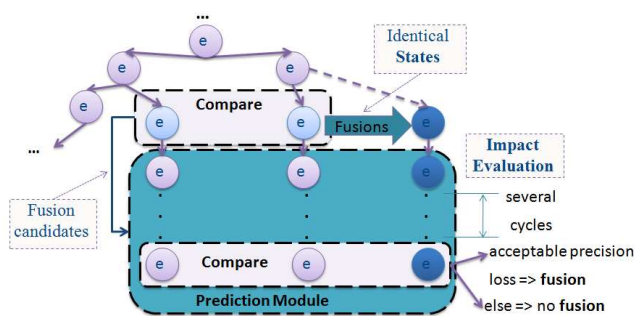 ...
e
Identical
States
e
e
e
Compare
e
e
Fusions
e
...
Impact
Evaluation
e
e
e
Fusion
candidates
several
cycles
e
Compare
e
e
acceptable precision
loss => fusion
else => no fusion
Prediction Module